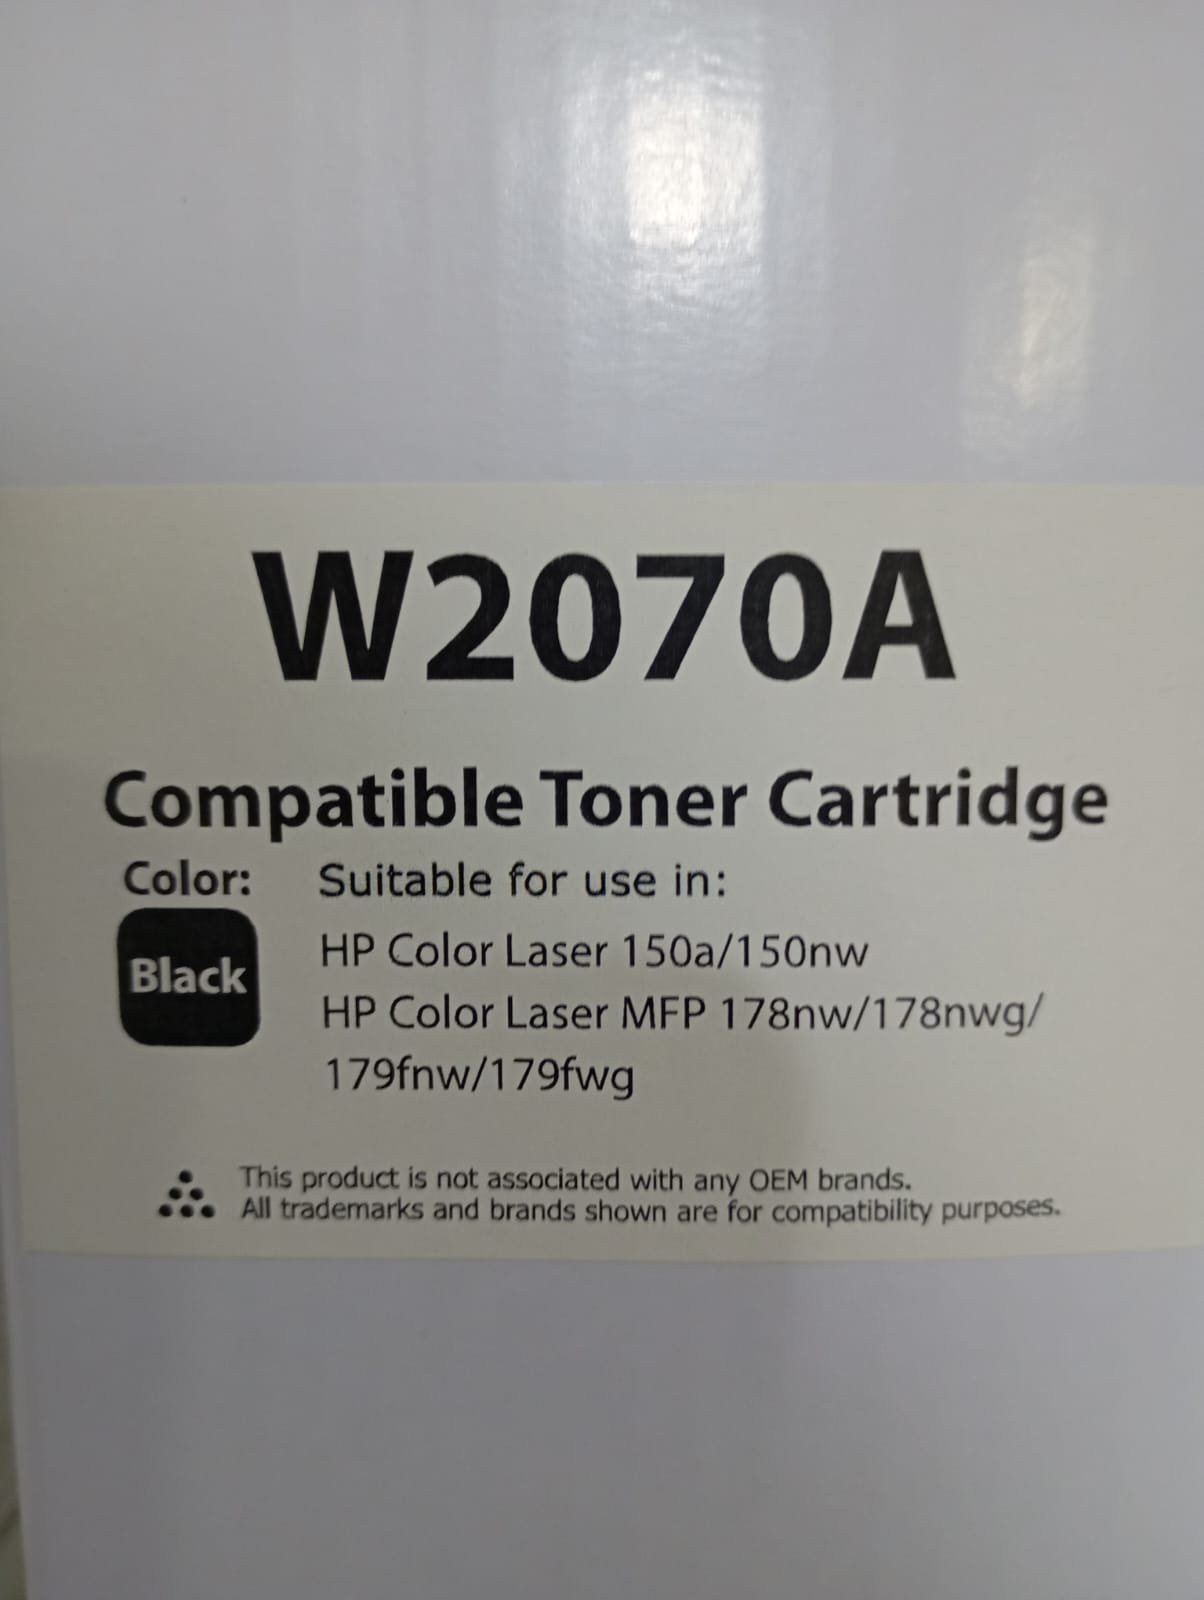 W2070A
Compatible Toner Cartridge
Color:
Black
Suitable for use in:
HP Color Laser 150a/150nw
HP Color Laser MFP 178nw/178nwg/
179fnw/179fwg
This product is not associated with any OEM brands.
All trademarks and brands shown are for compatibility purposes.